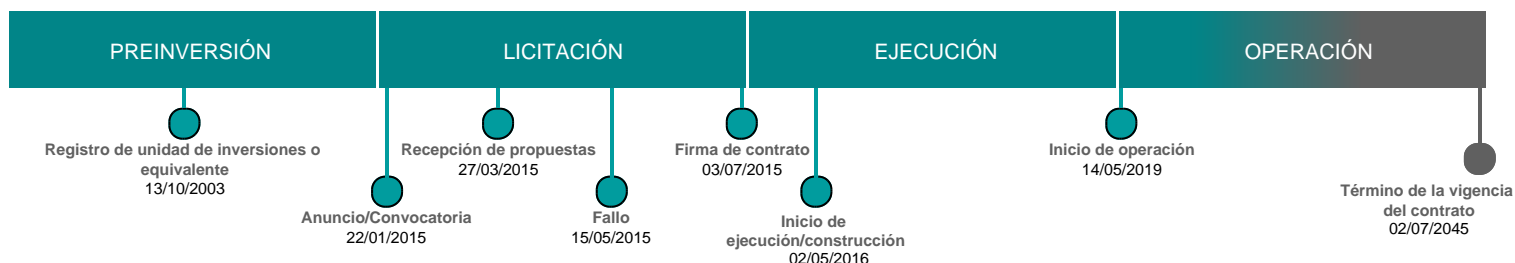 PREINVERSIÓN
LICITACIÓN
EJECUCIÓN
OPERACIÓN
Registro de unidad de inversiones o
equivalente
13/10/2003
Anuncio/Convocatoria
22/01/2015
Recepción de propuestas
27/03/2015
Fallo
15/05/2015
Firma de contrato
03/07/2015
Inicio de
ejecución/construcción
02/05/2016
Inicio de operación
14/05/2019
Término de la vigencia
del contrato
02/07/2045